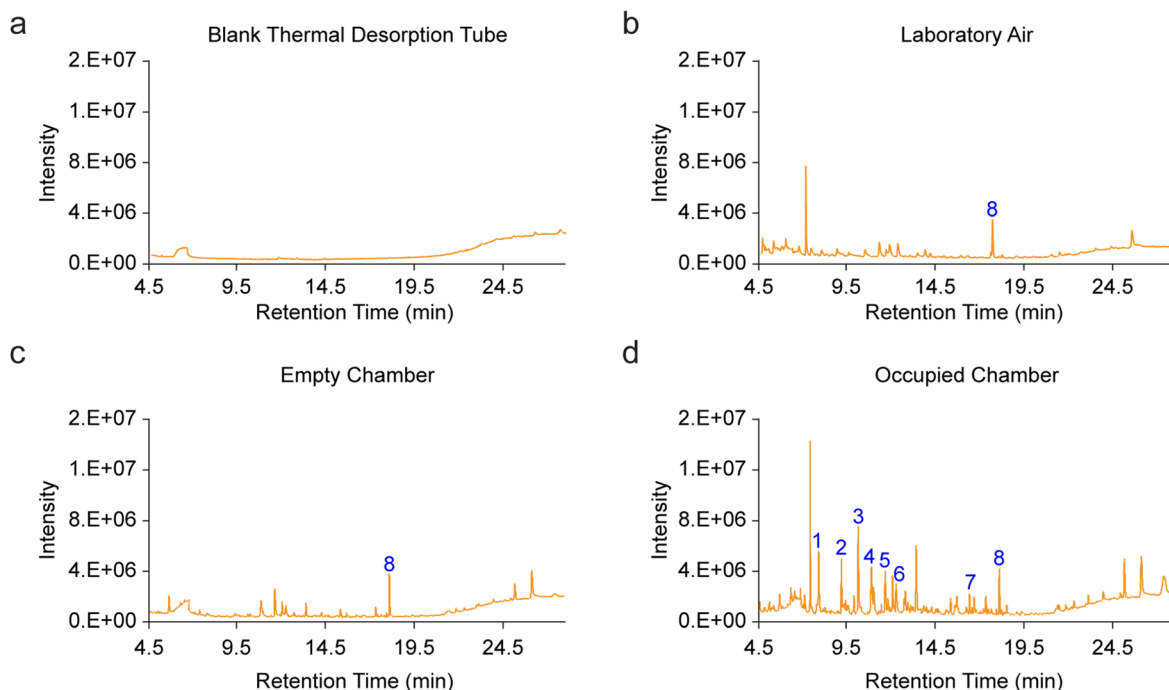 a
Blank Thermal Desorption Tube
2.E+07
1.E+07
8.E+06
4.E+06
0.E+00
Intensity
4.5 9.5 14.5 19.5 24.5
Retention Time (min)
b
Laboratory Air
2.E+07
1.E+07
8.E+06
4.E+06
0.E+00
Intensity
8
4.5 9.5 14.5 19.5 24.5
Retention Time (min)
c
Empty Chamber
2.E+07
1.E+07
8.E+06
4.E+06
0.E+00
Intensity
8
4.5 9.5 14.5 19.5 24.5
Retention Time (min)
d
Occupied Chamber
2.E+07
1.E+07
8.E+06
4.E+06
0.E+00
Intensity
1 2 3 4 5 6 7 8
4.5 9.5 14.5 19.5 24.5
Retention Time (min)